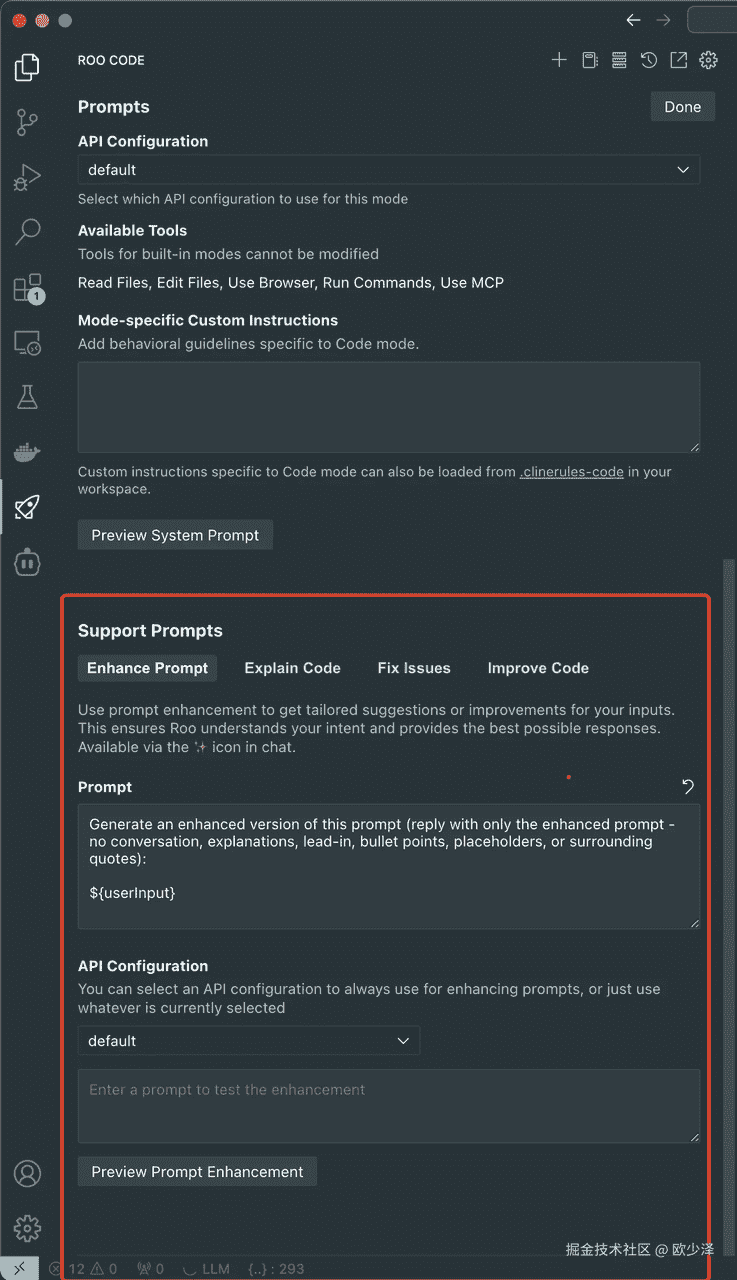 ROO CODE
Prompts
Done
API Configuration
default
Select which API configuration to use for this mode
Available Tools
Tools for built-in modes cannot be modified
Read Files, Edit Files, Use Browser, Run Commands, Use MCP
Mode-specific Custom Instructions
Add behavioral guidelines specific to Code mode.
1
Custom instructions specific to Code mode can also be loaded from .clinerules-code in your
workspace.
Preview System Prompt
Support Prompts
Enhance Prompt Explain Code Fix Issues Improve Code
Use prompt enhancement to get tailored suggestions or improvements for your inputs.
This ensures Roo understands your intent and provides the best possible responses.
Available via the ✨ icon in chat.
Prompt
Generate an enhanced version of this prompt (reply with only the enhanced prompt -
no conversation, explanations, lead-in, bullet points, placeholders, or surrounding
quotes):
${userInput}
API Configuration
You can select an API configuration to always use for enhancing prompts, or just use
whatever is currently selected
default
Enter a prompt to test the enhancement
Preview Prompt Enhancement
掘金技术社区 @ 欧少泽
12 0 0 LLM {..} : 293